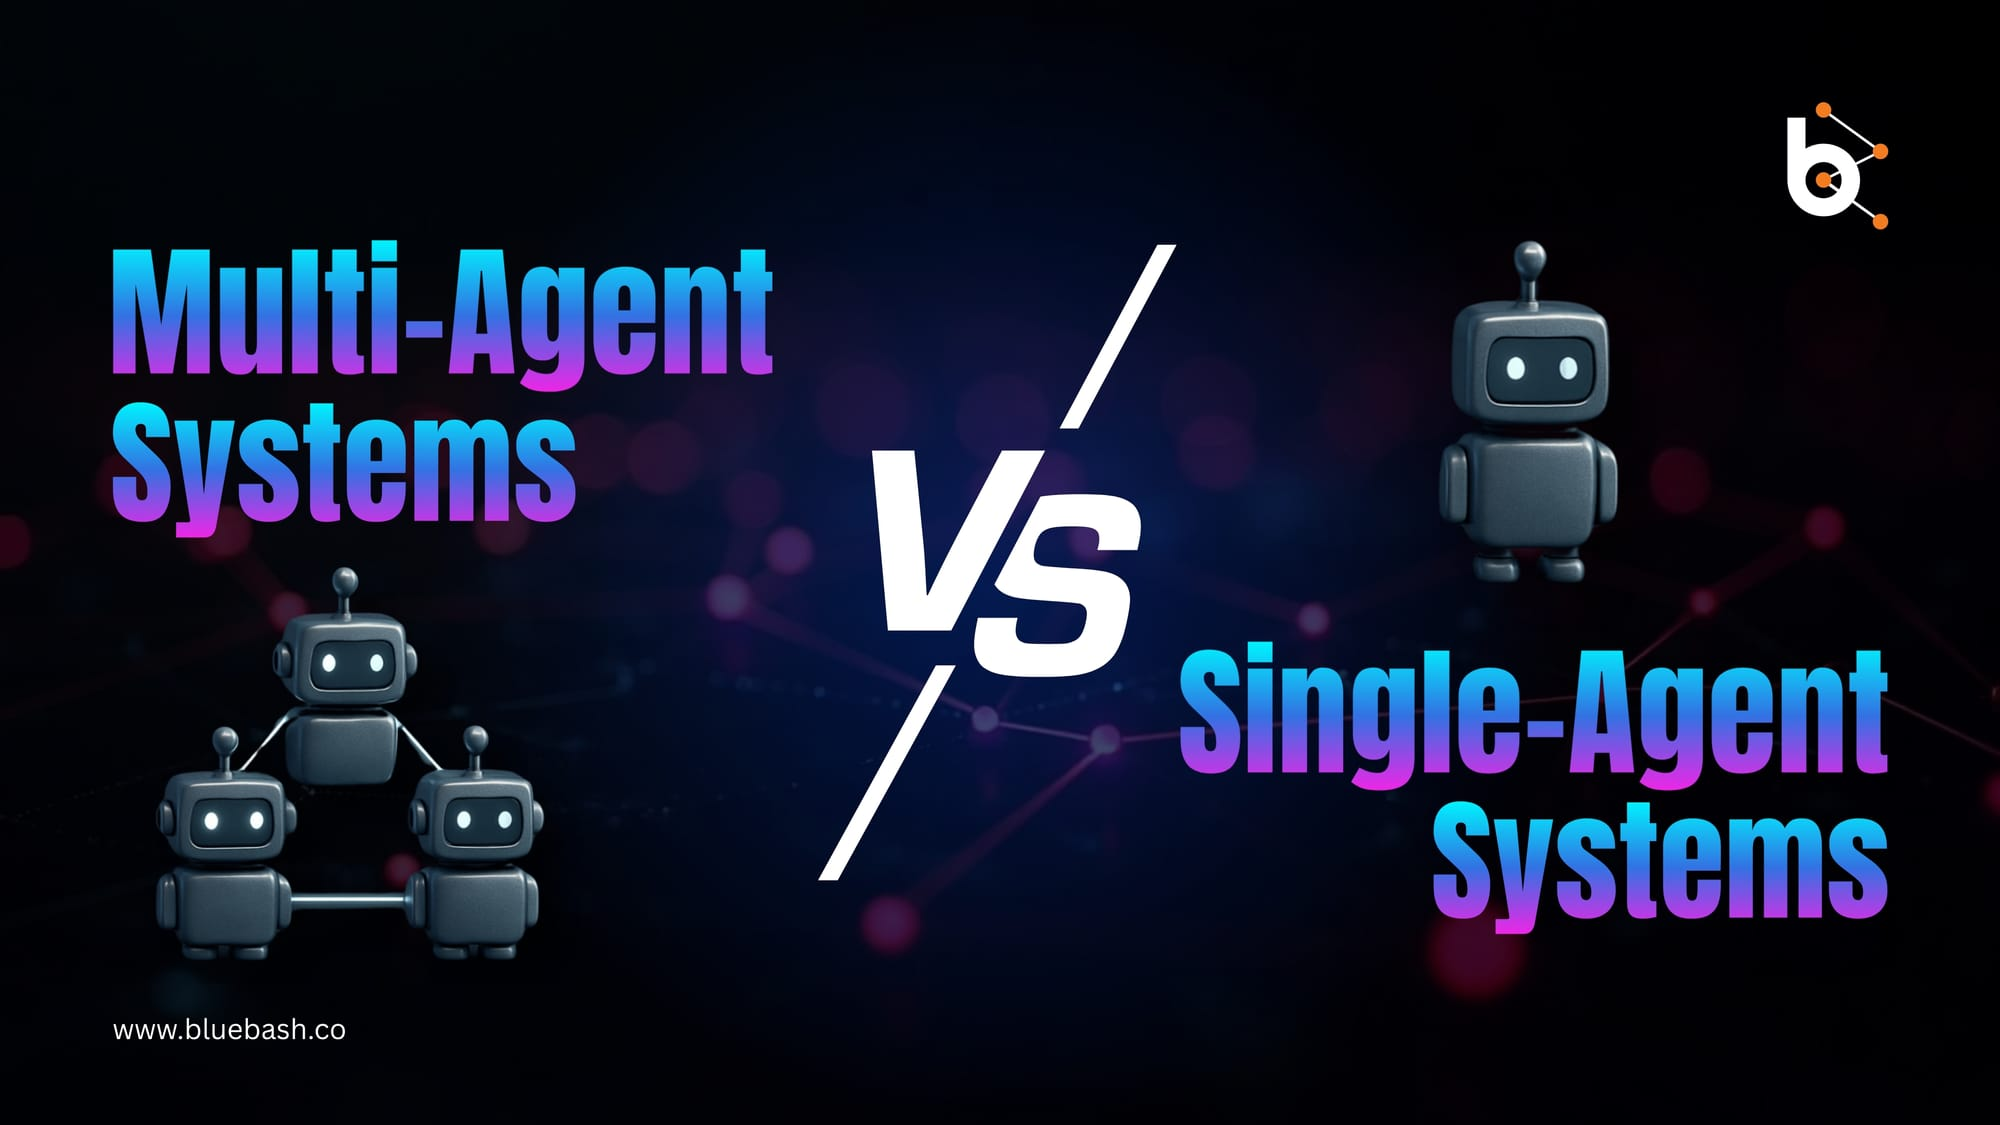 Multi-Agent
Systems
VS
Single-Agent
Systems
b
www.bluebash.co